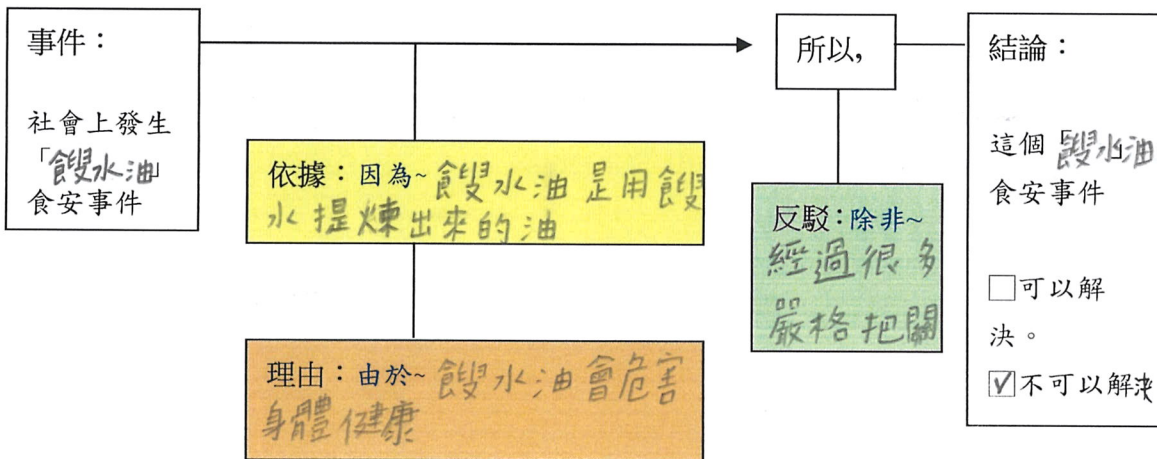 事件：
社會上發生
「餿水油」
食安事件
依據：因為~餿水油是用餿
水提煉出來的油
理由：由於~餿水油會危害
身體健康
所以,
反駁：除非~
經過很多
嚴格把關
結論：
這個「餿水油」
食安事件
□可以解
決。
☑不可以解決